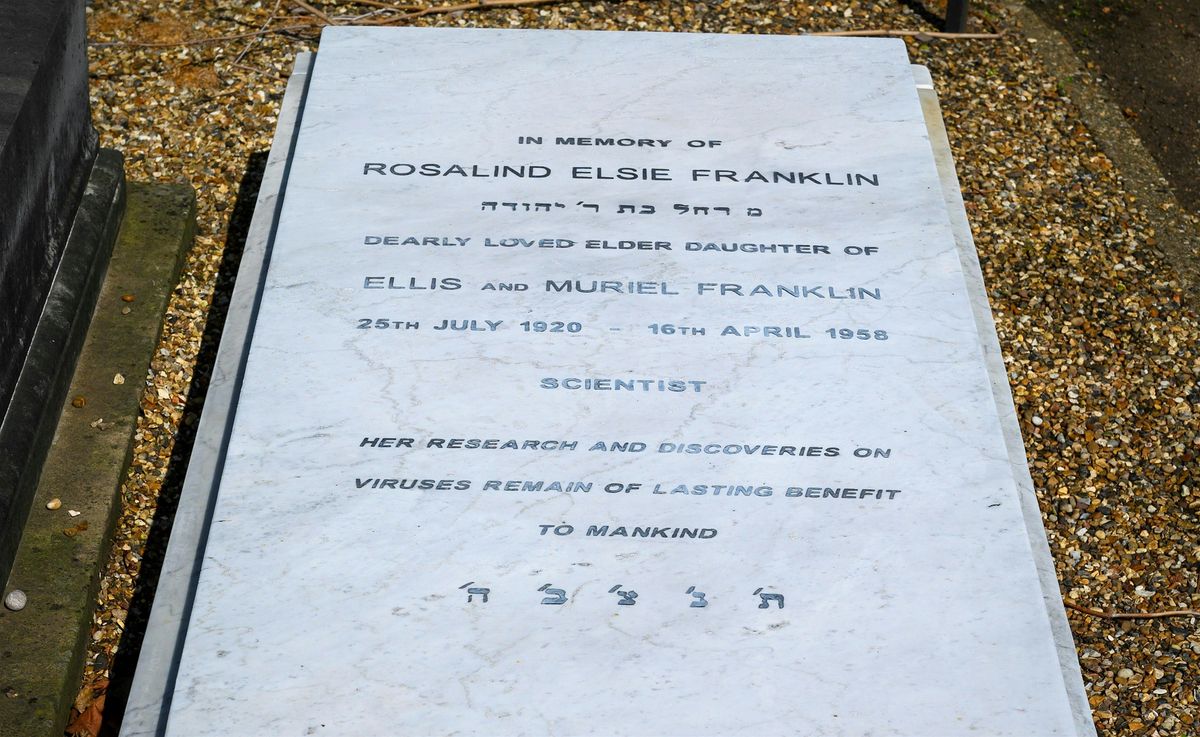 IN MEMORY OF
ROSALIND ELSIE FRANKLIN
מ רחל בת ר׳ יהודה
DEARLY LOVED ELDER DAUGHTER OF
ELLIS AND MURIEL FRANKLIN
25TH JULY 1920 - 16TH APRIL 1958
SCIENTIST
HER RESEARCH AND DISCOVERIES ON
VIRUSES REMAIN OF LASTING BENEFIT
TO MANKIND
ת׳ נ׳ צ׳ ב׳ ה׳